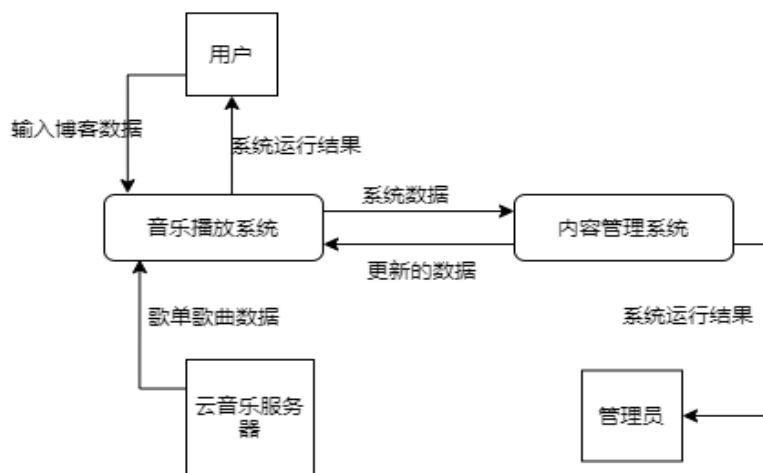 用户
输入博客数据
系统运行结果
系统数据
音乐播放系统
内容管理系统
更新的数据
歌单歌曲数据
系统运行结果
云音乐服务
器
管理员